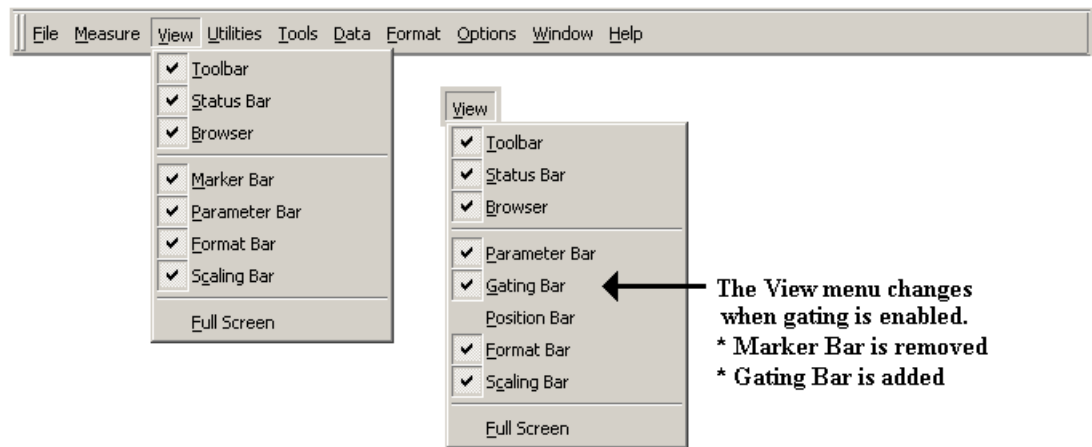 File Measure View Utilities Tools Data Format Options Window Help
Toolbar
Status Bar
Browser
Marker Bar
Parameter Bar
Format Bar
Scaling Bar
Full Screen
View
Toolbar
Status Bar
Browser
Parameter Bar
Gating Bar
Position Bar
Format Bar
Scaling Bar
Full Screen
The View menu changes
when gating is enabled.
* Marker Bar is removed
* Gating Bar is added